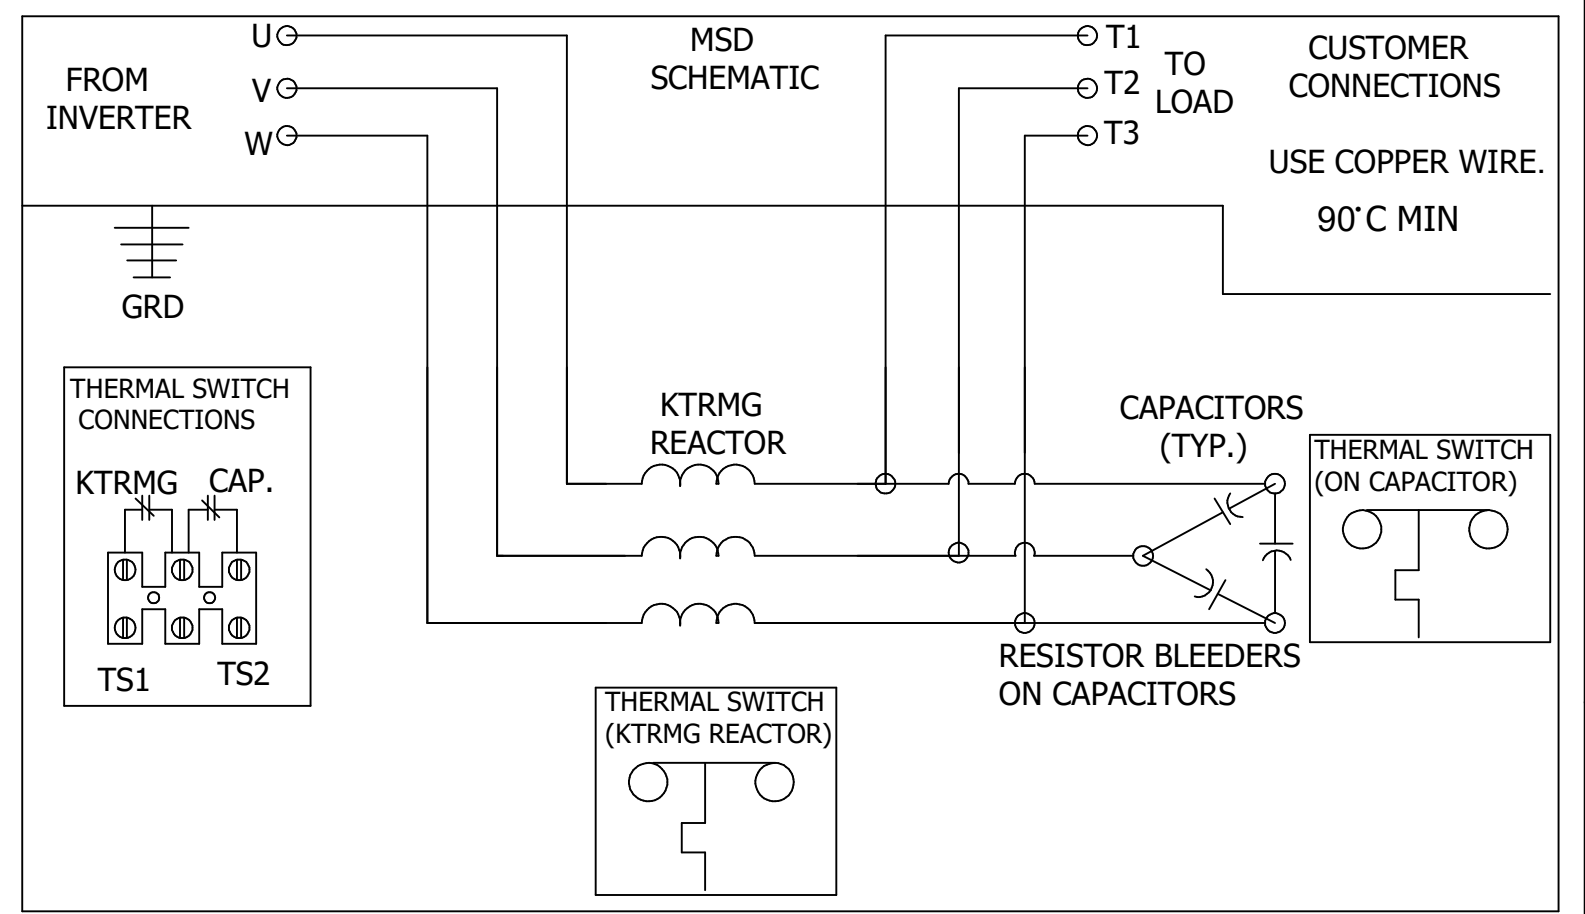 MSD
SCHEMATIC
FROM
INVERTER
U
V
W
T1
T2
T3
TO
LOAD
CUSTOMER
CONNECTIONS
USE COPPER WIRE.
90°C MIN
GRD
THERMAL SWITCH
CONNECTIONS
KTRMG CAP.
TS1 TS2
KTRMG
REACTOR
CAPACITORS
(TYP.)
THERMAL SWITCH
(ON CAPACITOR)
RESISTOR BLEEDERS
ON CAPACITORS
THERMAL SWITCH
(KTRMG REACTOR)